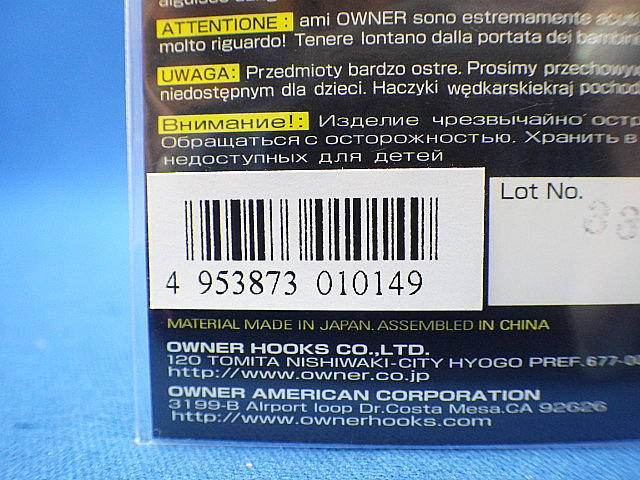 ATTENTIONE : ami OWNER sono estremamente
molto riguardo! Tenere lontano dalla portata dei bambini
UWAGA: Przedmioty bardzo ostre. Prosimy
niedostępnym dla dzieci. Haczyki wędkarskiekraj
Внимание!: Изделие чрезвычайно
Обращаться с осторожностью. Хранить в
недоступных для детей
Lot No.
33
4 953873 010149
MATERIAL MADE IN JAPAN. ASSEMBLED IN CHINA
OWNER HOOKS CO.,LTD.
120 TOMITA NISHIWAKI-CITY HYOGO PREF.
http://www.owner.co.jp
OWNER AMERICAN CORPORATION
3199-B Airport loop Dr.Costa Mesa.CA 92626
http://www.ownerhooks.com